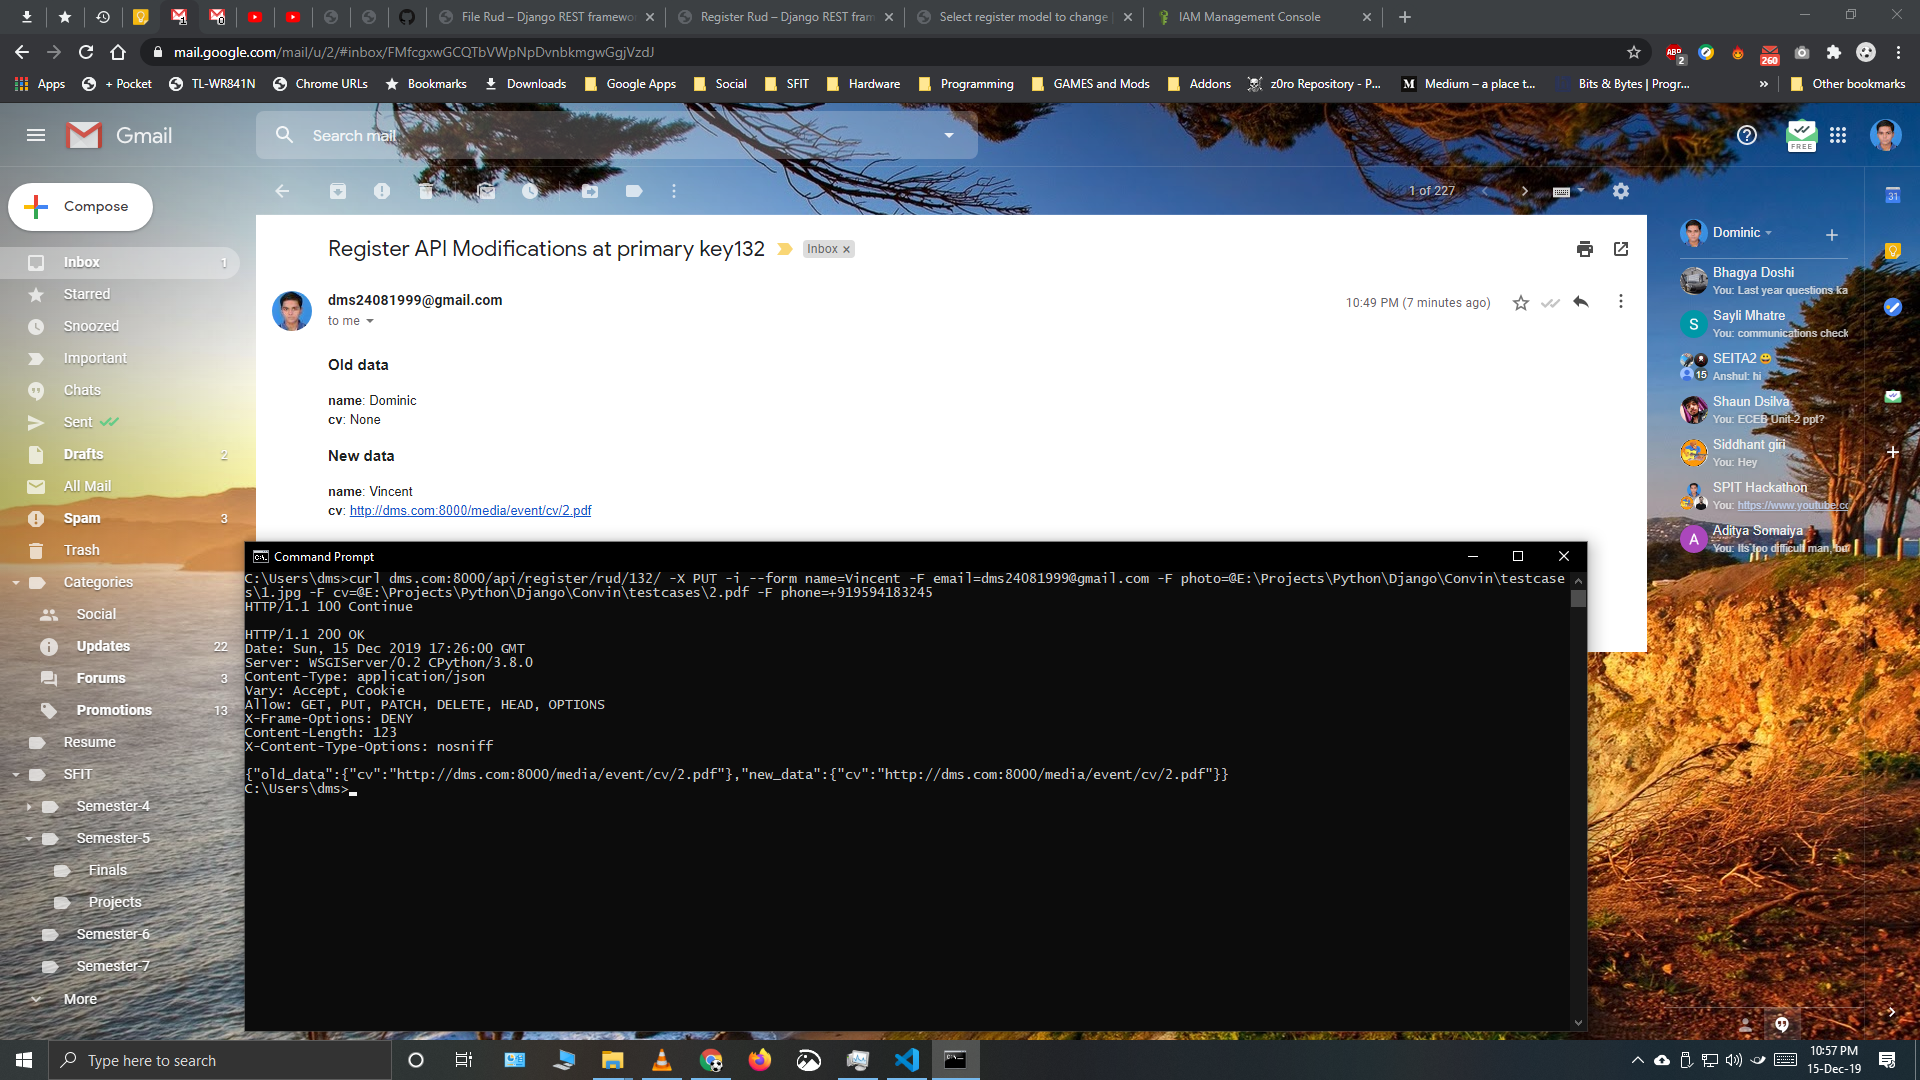 File Rud – Django REST framewo
Register Rud – Django REST fram
Select register model to change |
IAM Management Console
mail.google.com/mail/u/2/#inbox/FMfcgxwGCQTbVWpNpDvnbkmgwGgjVzdJ
2
260
Apps
+ Pocket
TL-WR841N
Chrome URLs
Bookmarks
Downloads
Google Apps
Social
SFIT
Hardware
Programming
GAMES and Mods
Addons
z0ro Repository - P...
Medium – a place t...
Bits & Bytes | Progr...
»
Other bookmarks
Gmail
Search mail
FREE
Compose
1 of 227
31
Inbox 1
Starred
Snoozed
Important
Chats
Sent
Drafts 2
All Mail
Spam 3
Trash
Categories
Social
Updates 22
Forums 3
Promotions 13
Resume
SFIT
Semester-4
Semester-5
Finals
Projects
Semester-6
Semester-7
More
Register API Modifications at primary key132
Inbox ×
dms24081999@gmail.com
10:49 PM (7 minutes ago)
to me
Old data
name: Dominic
cv: None
New data
name: Vincent
cv: http://dms.com:8000/media/event/cv/2.pdf
Dominic
Bhagya Doshi
You: Last year questions ka
Sayli Mhatre
You: communications check
SEITA2
15 Anshul: hi
Shaun Dsilva
You: ECEB Unit-2 ppt?
Siddhant giri
You: Hey
SPIT Hackathon
You: https://www.youtube.co
Aditya Somaiya
You: Its too difficult man, bu
Command Prompt
C:\Users\dms>curl dms.com:8000/api/register/rud/132/ -X PUT -i --form name=Vincent -F email=dms24081999@gmail.com -F photo=@E:\Projects\Python\Django\Convin\testcase
s\1.jpg -F cv=@E:\Projects\Python\Django\Convin\testcases\2.pdf -F phone=+919594183245
HTTP/1.1 100 Continue
HTTP/1.1 200 OK
Date: Sun, 15 Dec 2019 17:26:00 GMT
Server: WSGIServer/0.2 CPython/3.8.0
Content-Type: application/json
Vary: Accept, Cookie
Allow: GET, PUT, PATCH, DELETE, HEAD, OPTIONS
X-Frame-Options: DENY
Content-Length: 123
X-Content-Type-Options: nosniff
{"old_data":{"cv":"http://dms.com:8000/media/event/cv/2.pdf"},"new_data":{"cv":"http://dms.com:8000/media/event/cv/2.pdf"}}
C:\Users\dms>
Type here to search
10:57 PM
15-Dec-19